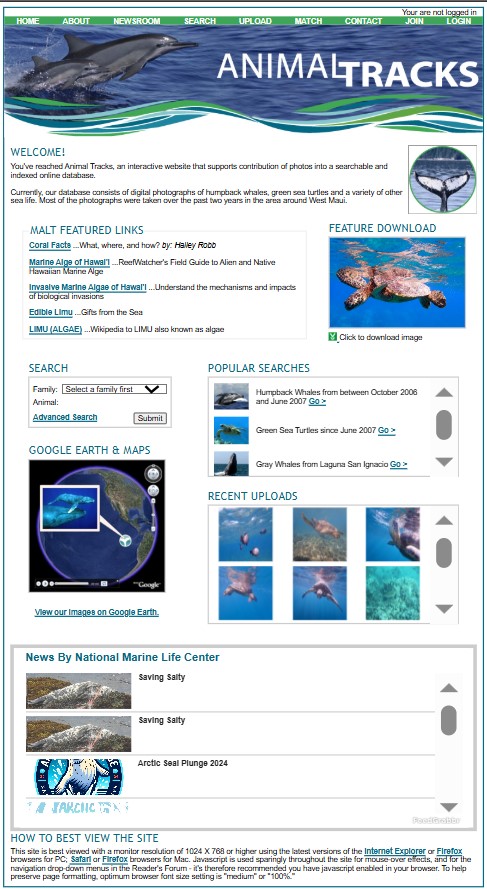 Your are not logged in
HOME ABOUT NEWSROOM SEARCH UPLOAD MATCH CONTACT JOIN LOGIN
ANIMALTRACKS
WELCOME!
You've reached Animal Tracks, an interactive website that supports contribution of photos into a searchable and
indexed online database.
Currently, our database consists of digital photographs of humpback whales, green sea turtles and a variety of other
sea life. Most of the photographs were taken over the past two years in the area around West Maui.
MALT FEATURED LINKS
Coral Facts ...What, where, and how? by: Hailey Robb
Marine Alge of Hawai'i ...ReefWatcher's Field Guide to Alien and Native
Hawaiian Marine Alge
Invasive Marine Algae of Hawai'i ...Understand the mechanisms and impacts
of biological invasions
Edible Limu ...Gifts from the Sea
LIMU (ALGAE) ...Wikipedia to LIMU also known as algae
FEATURE DOWNLOAD
Click to download image
SEARCH
Family: Select a family first
Animal:
Advanced Search Submit
POPULAR SEARCHES
Humpback Whales from between October 2006
and June 2007 Go >
Green Sea Turtles since June 2007 Go >
Gray Whales from Laguna San Ignacio Go >
GOOGLE EARTH & MAPS
Google
View our Images on Google Earth.
RECENT UPLOADS
News By National Marine Life Center
Saving Salty
Saving Salty
Arctic Seal Plunge 2024
ARCTIC
FeedGrabbr
HOW TO BEST VIEW THE SITE
This site is best viewed with a monitor resolution of 1024 X 768 or higher using the latest versions of the Internet Explorer or Firefox
browsers for PC; Safari or Firefox browsers for Mac. Javascript is used sparingly throughout the site for mouse-over effects, and for the
navigation drop-down menus in the Reader's Forum - it's therefore recommended you have javascript enabled in your browser. To help
preserve page formatting, optimum browser font size setting is "medium" or "100%."